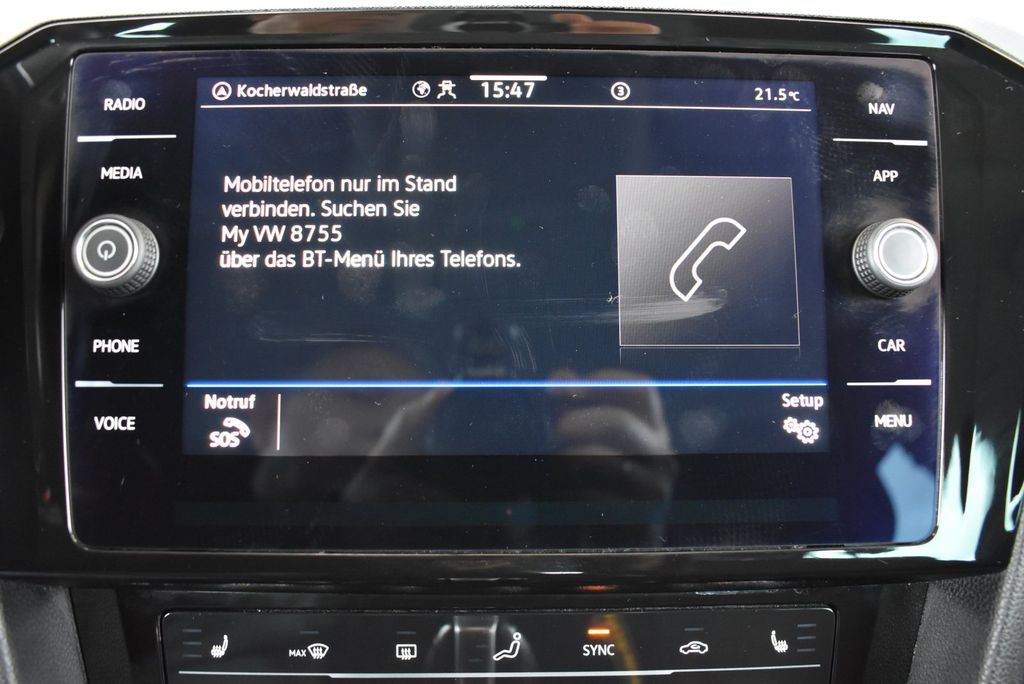 RADIO
MEDIA
PHONE
VOICE
Kocherwaldstraße
15:47
3
21.5°C
Mobiltelefon nur im Stand
verbinden. Suchen Sie
My VW 8755
über das BT-Menü Ihres Telefons.
Notruf
SOS
Setup
NAV
APP
CAR
MENU
MAX
SYNC